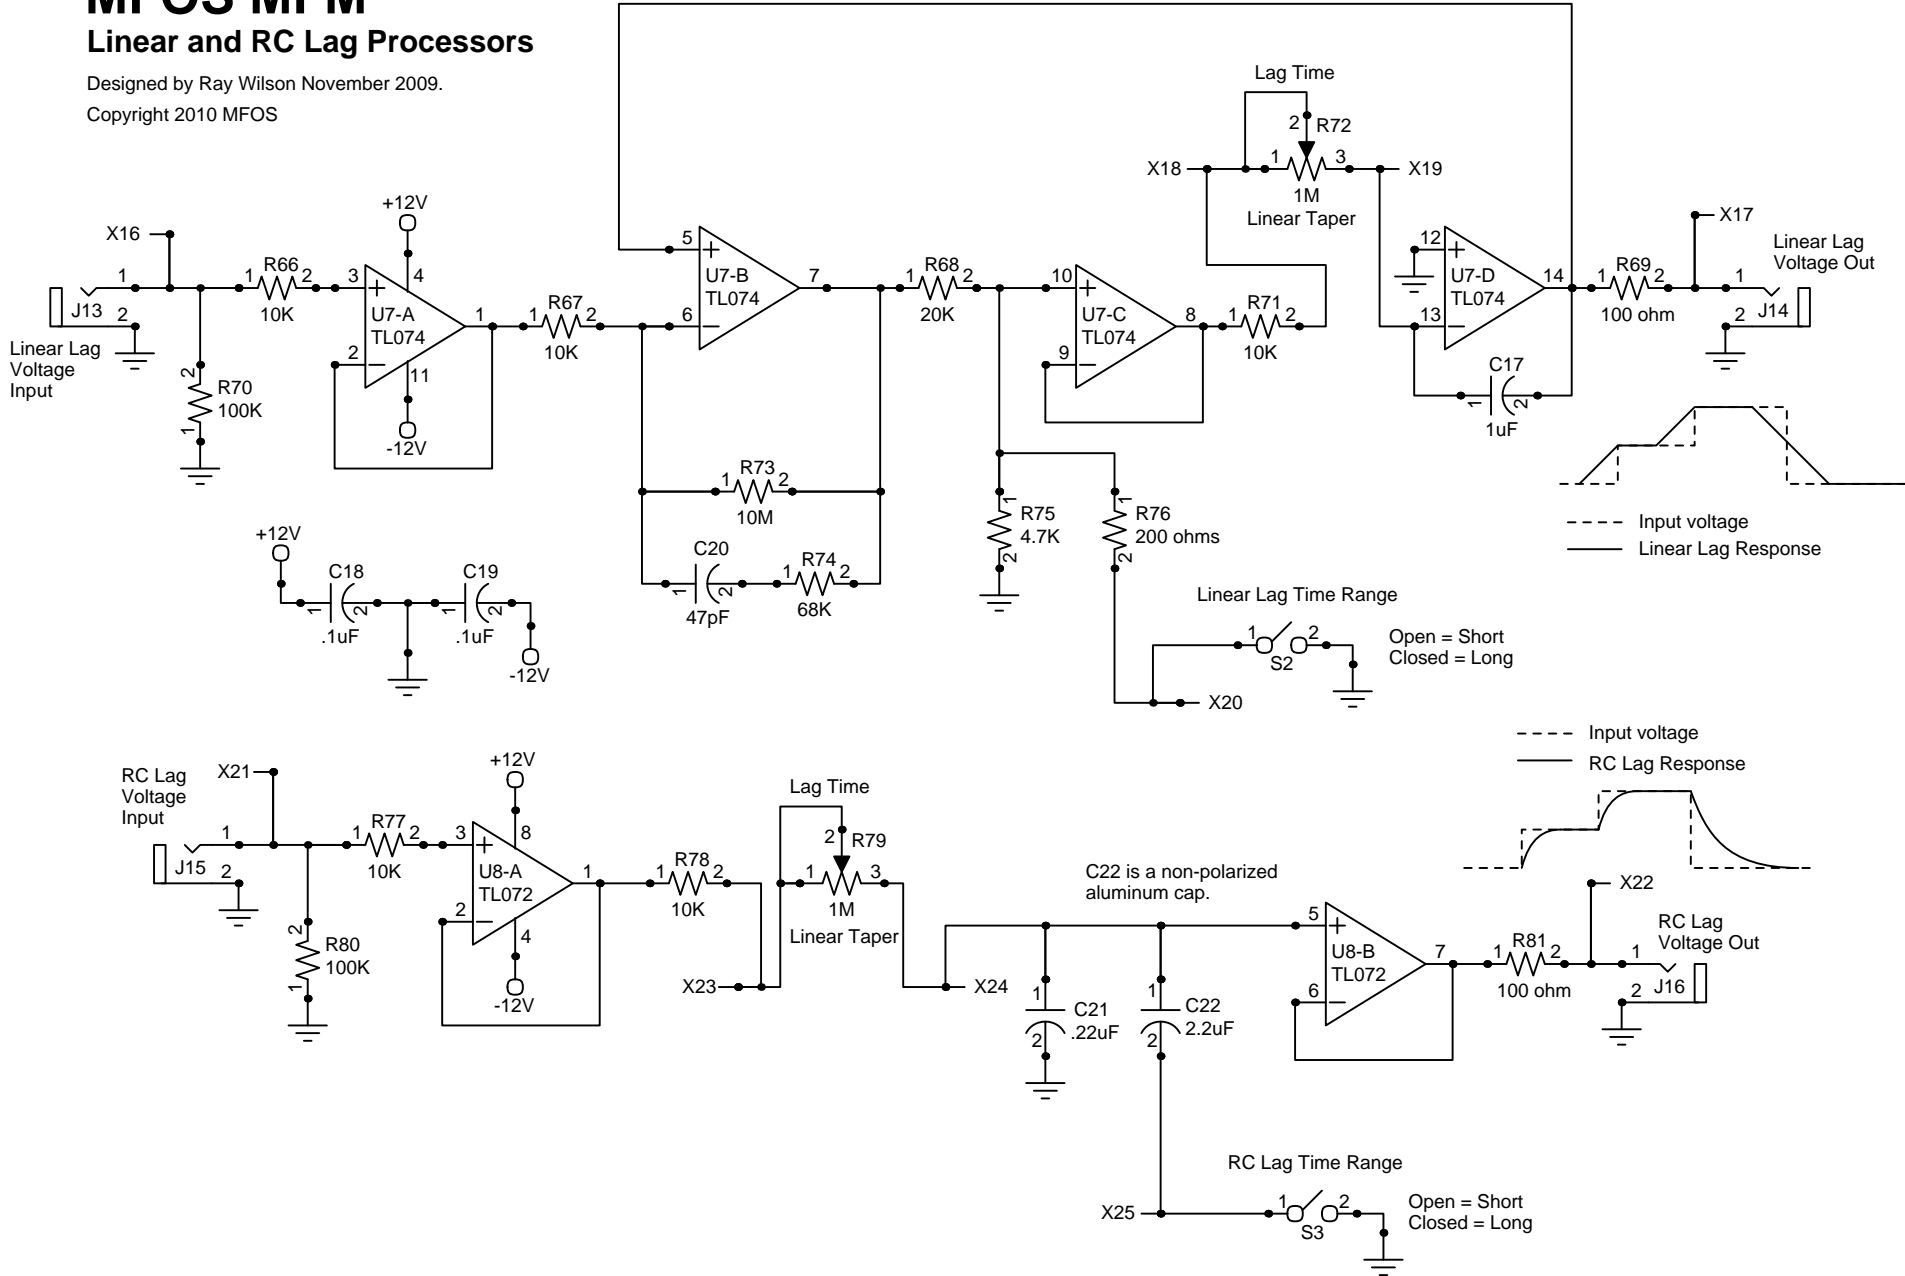 MFOS MPM
Linear and RC Lag Processors
Designed by Ray Wilson November 2009.
Copyright 2010 MFOS
Lag Time
2
R72
X18
1
3
X19
1M
Linear Taper
+12V
X16
1
R66
1
2
10K
3
4
U7-A
TL074
1
2
11
-12V
J13
2
Linear Lag
Voltage
Input
2
R70
100K
1
R67
1
2
10K
5
U7-B
TL074
7
6
R68
1
2
20K
10
U7-C
TL074
8
9
R71
1
2
10K
12
U7-D
TL074
14
13
C17
1
2
1uF
R69
1
2
100 ohm
X17
Linear Lag
Voltage Out
1
J14
2
Input voltage
Linear Lag Response
R73
1
2
10M
C20
1
2
47pF
R74
1
2
68K
1
R75
4.7K
2
1
R76
200 ohms
2
+12V
C18
1
2
.1uF
C19
1
2
.1uF
-12V
Linear Lag Time Range
1
2
S2
Open = Short
Closed = Long
X20
Input voltage
RC Lag Response
RC Lag
Voltage
Input
X21
1
J15
2
R77
1
2
10K
+12V
3
8
U8-A
TL072
1
2
4
-12V
2
R80
100K
1
R78
1
2
10K
Lag Time
2
R79
1
3
1M
Linear Taper
X23
X24
C22 is a non-polarized
aluminum cap.
1
C21
.22uF
2
1
C22
2.2uF
2
5
U8-B
TL072
7
6
R81
1
2
100 ohm
X22
RC Lag
Voltage Out
1
J16
2
RC Lag Time Range
X25
1
2
S3
Open = Short
Closed = Long